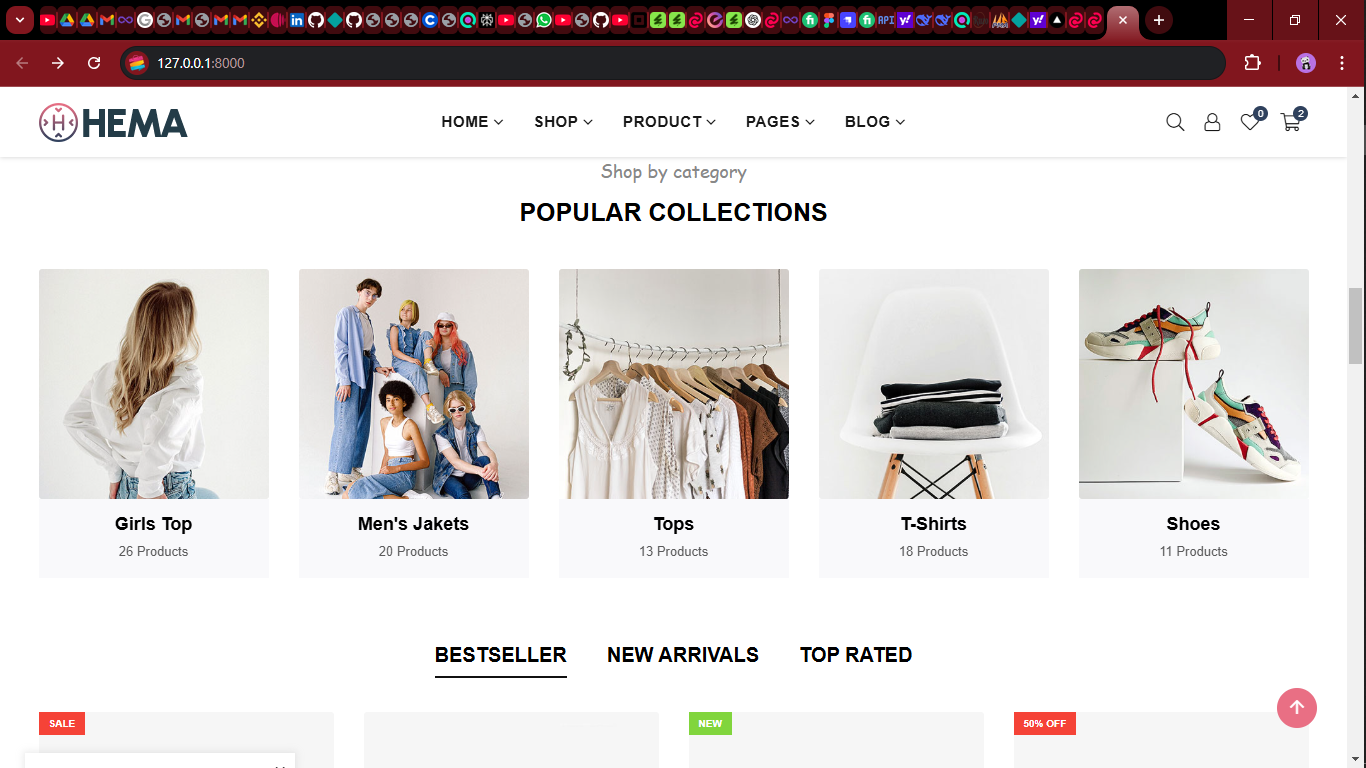 127.0.0.1:8000
HEMA
HOME SHOP PRODUCT PAGES BLOG
0 2
Shop by category
POPULAR COLLECTIONS
Girls Top
26 Products
Men's Jakets
20 Products
Tops
13 Products
T-Shirts
18 Products
Shoes
11 Products
BESTSELLER NEW ARRIVALS TOP RATED
SALE
NEW
50% OFF